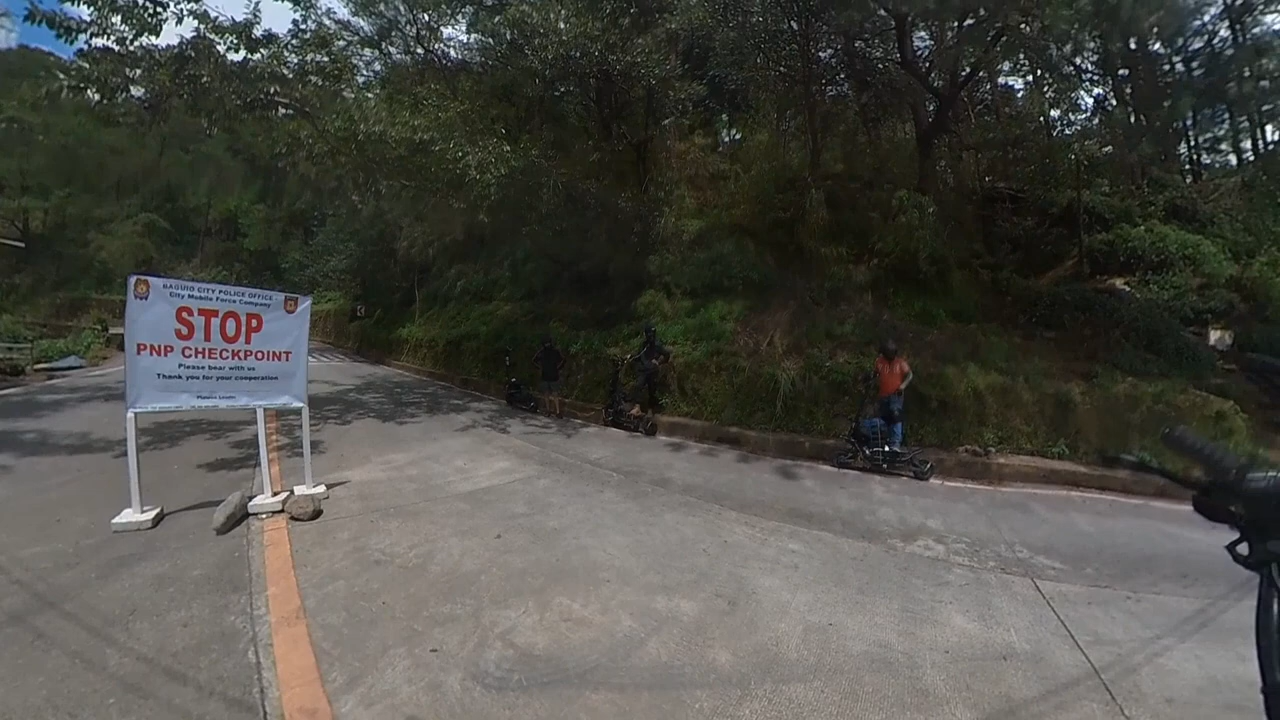 BAGUIO CITY POLICE OFFICE
City Mobile Force Company
STOP
PNP CHECKPOINT
Please bear with us
Thank you for your cooperation